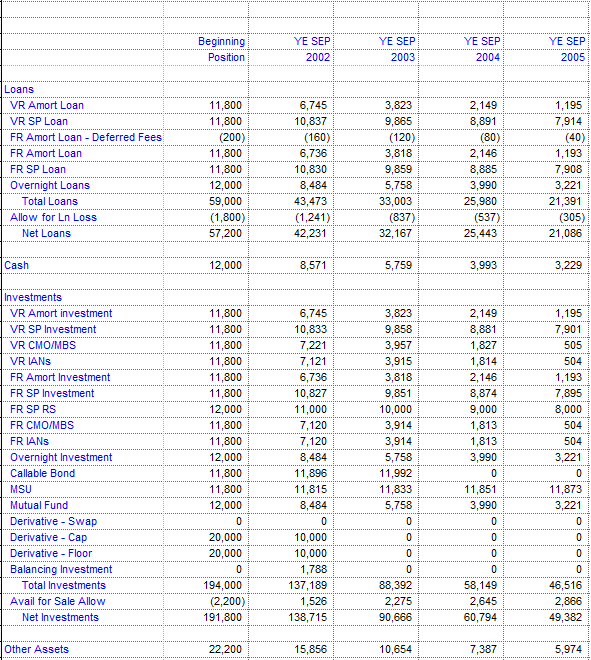 Beginning YE SEP YE SEP YE SEP YE SEP
Position 2002 2003 2004 2005
Loans
VR Amort Loan 11,800 6,745 3,823 2,149 1,195
VR SP Loan 11,800 10,837 9,865 8,891 7,914
FR Amort Loan - Deferred Fees (200) (160) (120) (80) (40)
FR Amort Loan 11,800 6,736 3,818 2,146 1,193
FR SP Loan 11,800 10,830 9,859 8,885 7,908
Overnight Loans 12,000 8,484 5,758 3,990 3,221
Total Loans 59,000 43,473 33,003 25,980 21,391
Allow for Ln Loss (1,800) (1,241) (837) (537) (305)
Net Loans 57,200 42,231 32,167 25,443 21,086
Cash 12,000 8,571 5,759 3,993 3,229
Investments
VR Amort investment 11,800 6,745 3,823 2,149 1,195
VR SP Investment 11,800 10,833 9,858 8,881 7,901
VR CMO/MBS 11,800 7,221 3,957 1,827 505
VR IANs 11,800 7,121 3,915 1,814 504
FR Amort Investment 11,800 6,736 3,818 2,146 1,193
FR SP Investment 11,800 10,827 9,851 8,874 7,895
FR SP RS 12,000 11,000 10,000 9,000 8,000
FR CMO/MBS 11,800 7,120 3,914 1,813 504
FR IANs 11,800 7,120 3,914 1,813 504
Overnight Investment 12,000 8,484 5,758 3,990 3,221
Callable Bond 11,800 11,896 11,992 0 0
MSU 11,800 11,815 11,833 11,851 11,873
Mutual Fund 12,000 8,484 5,758 3,990 3,221
Derivative - Swap 0 0 0 0 0
Derivative - Cap 20,000 10,000 0 0 0
Derivative - Floor 20,000 10,000 0 0 0
Balancing Investment 0 1,788 0 0 0
Total Investments 194,000 137,189 88,392 58,149 46,516
Avail for Sale Allow (2,200) 1,526 2,275 2,645 2,866
Net Investments 191,800 138,715 90,666 60,794 49,382
Other Assets 22,200 15,856 10,654 7,387 5,974